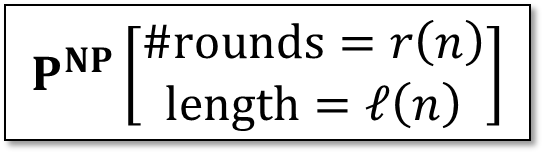 P^NP [#rounds = r(n)
length = ℓ(n)]